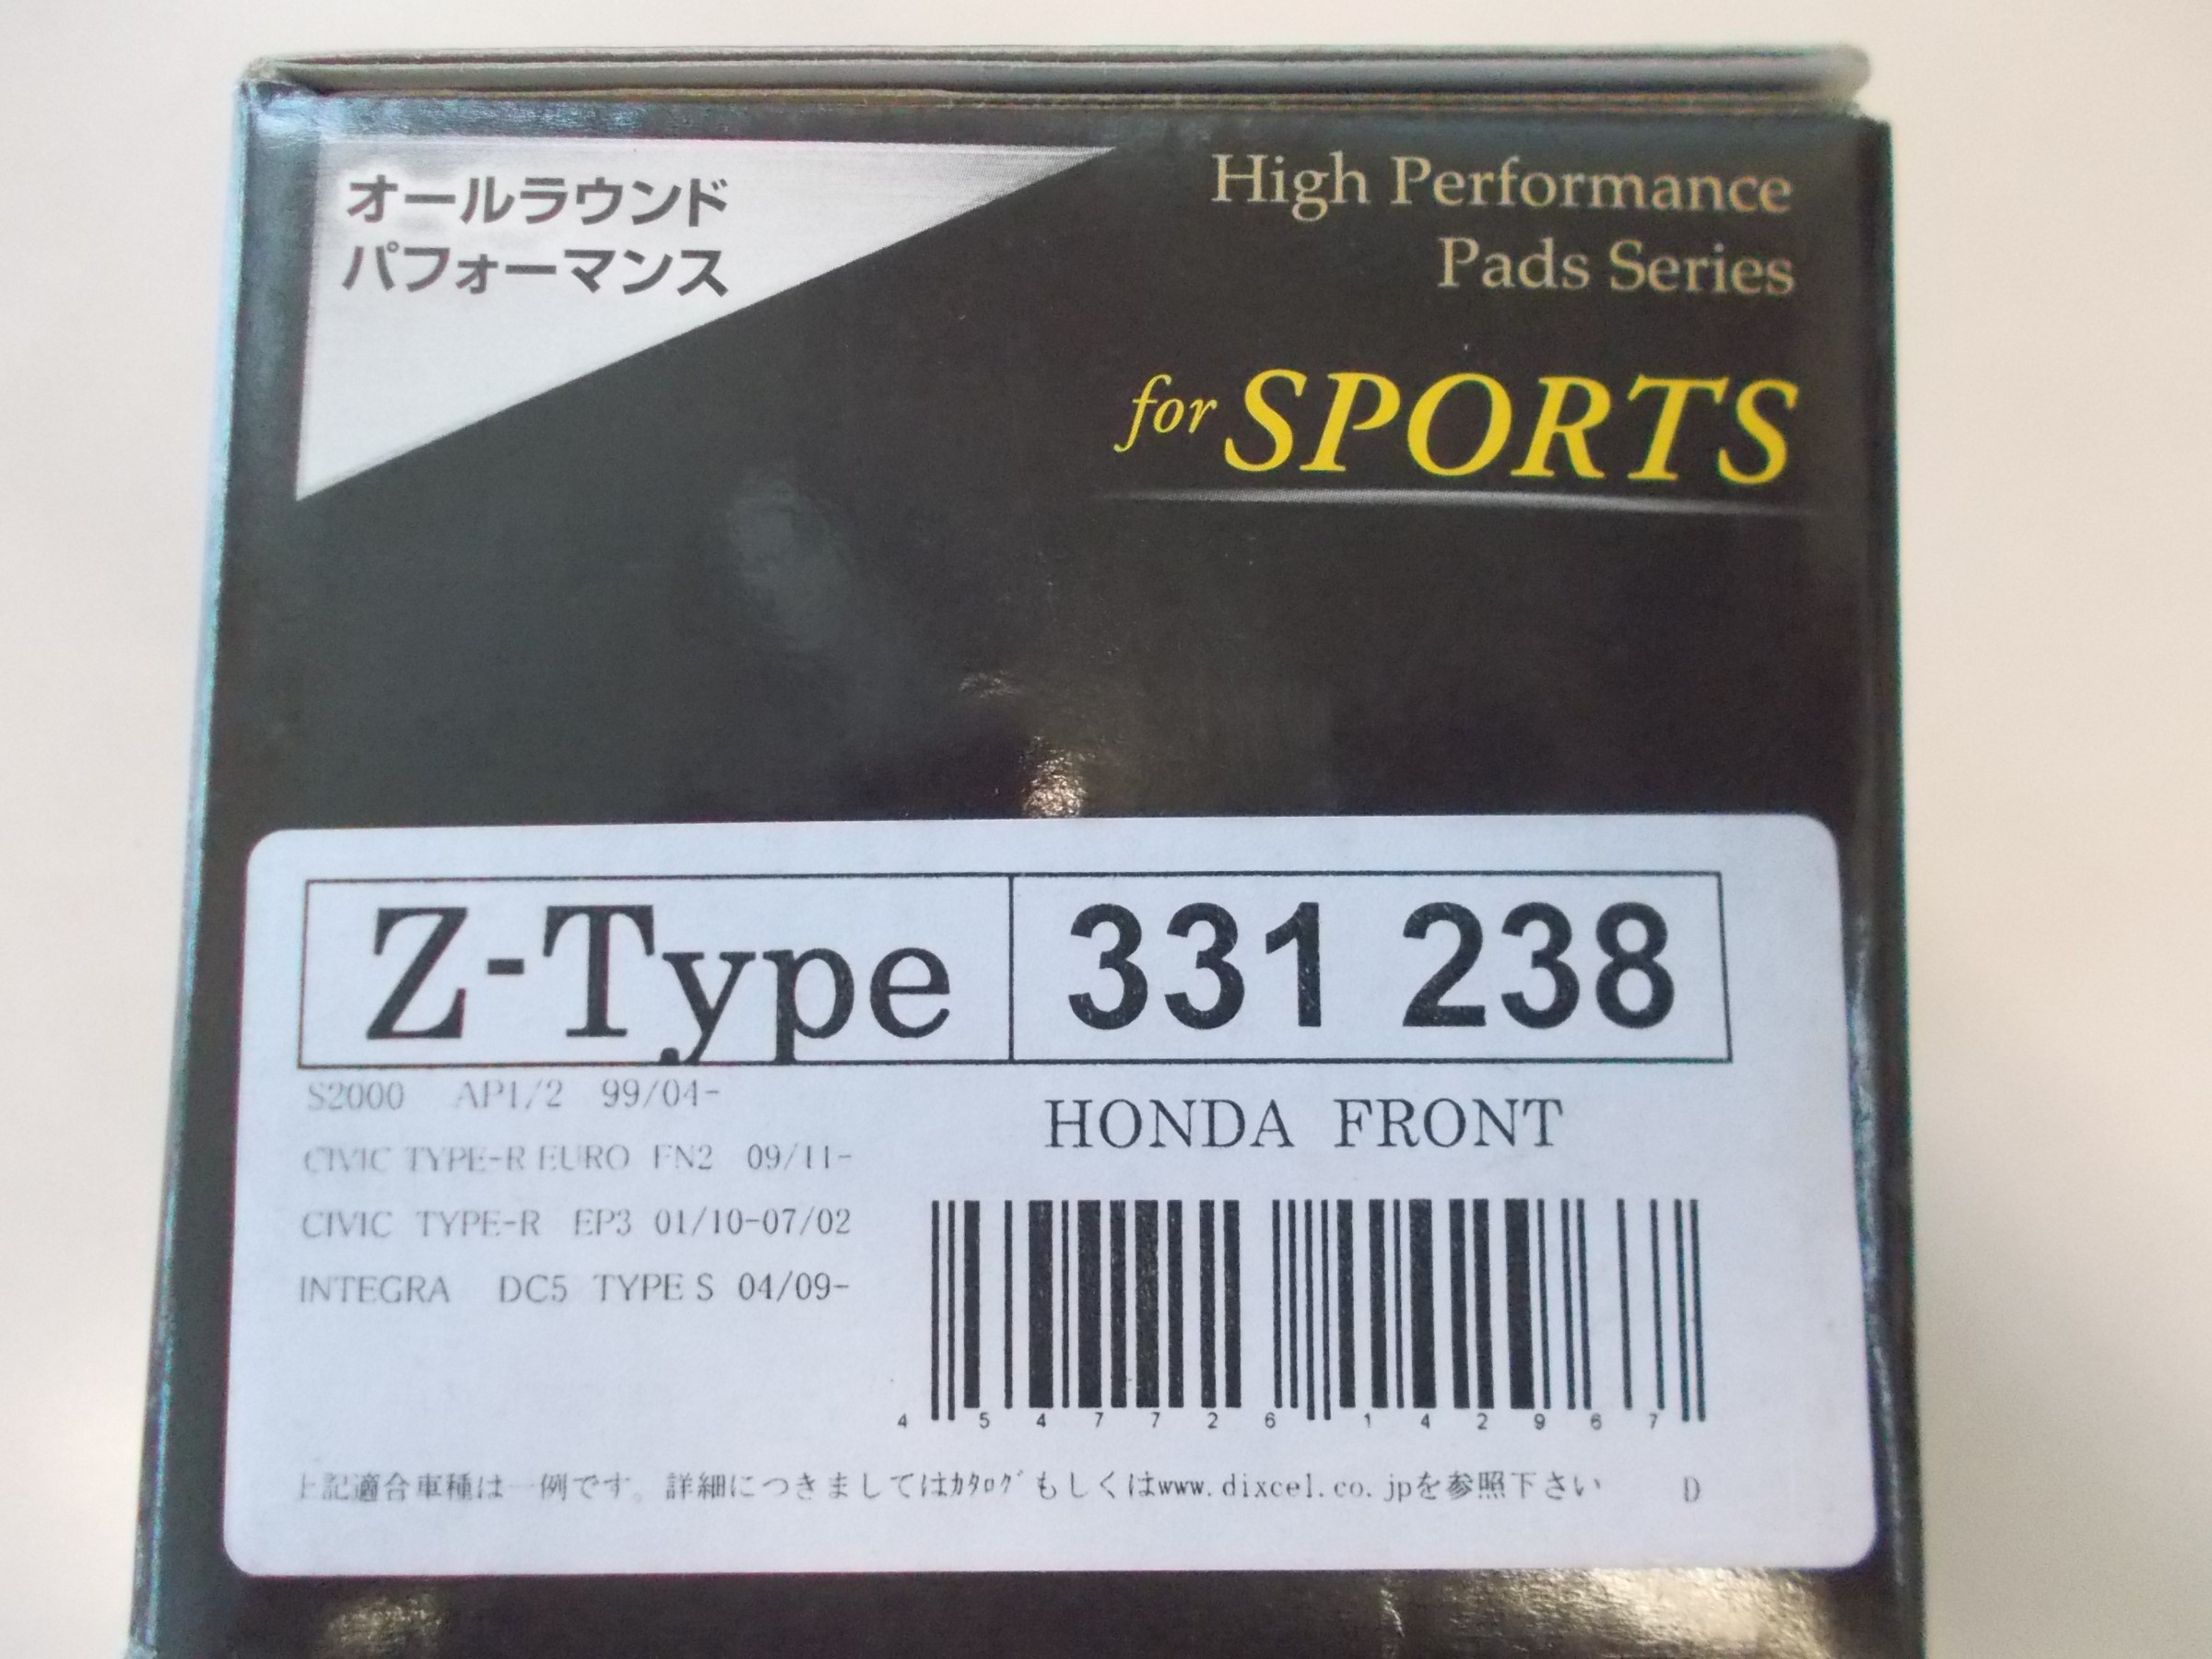 オールラウンド
パフォーマンス
High Performance
Pads Series
for SPORTS
Z-Type 331 238
S2000 AP1/2 99/04-
CIVIC TYPE-R EURO FN2 09/11-
CIVIC TYPE-R EP3 01/10-07/02
INTEGRA DC5 TYPE S 04/09-
HONDA FRONT
4 5 4 7 7 2 6 1 4 2 9 6 7
上記適合車種は一例です。詳細につきましてはｶﾀﾛｸﾞもしくはwww.dixcel.co.jpを参照下さい D